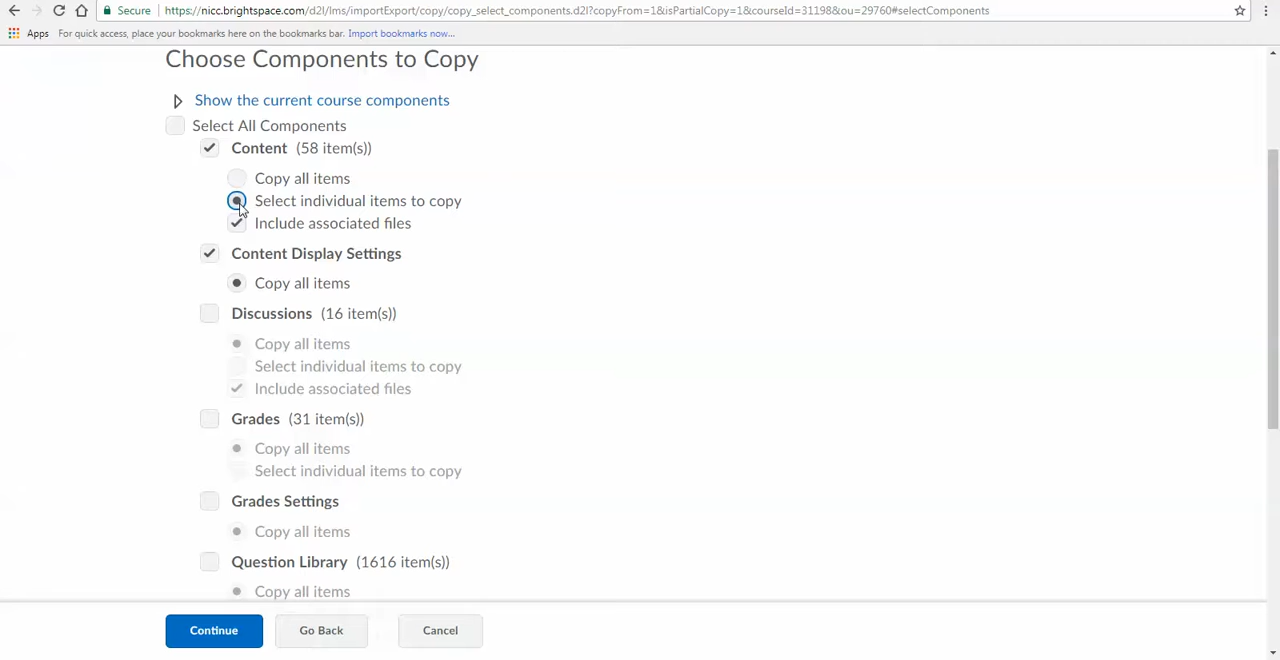 Secure https://nicc.brightspace.com/d2l/lms/importExport/copy/copy_select_components.d2l?copyFrom=1&isPartialCopy=1&courseId=31198&ou=29760#selectComponents
Apps For quick access, place your bookmarks here on the bookmarks bar. Import bookmarks now...
Choose Components to Copy
Show the current course components
Select All Components
Content (58 item(s))
Copy all items
Select individual items to copy
Include associated files
Content Display Settings
Copy all items
Discussions (16 item(s))
Copy all items
Select individual items to copy
Include associated files
Grades (31 item(s))
Copy all items
Select individual items to copy
Grades Settings
Copy all items
Question Library (1616 item(s))
Copy all items
Continue Go Back Cancel